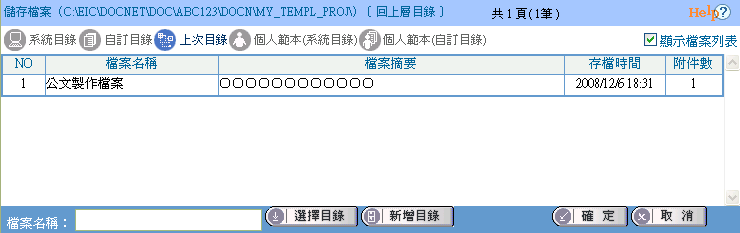 儲存檔案（C:\EIC\DOCNET\DOC\ABC123\DOCN\MY_TEMPL_PROJ\）〔 回上層目錄 〕 共 1 頁(1筆 ) Help?
系統目錄 自訂目錄 上次目錄 個人範本(系統目錄) 個人範本(自訂目錄) 顯示檔案列表
NO 檔案名稱 檔案摘要 存檔時間 附件數
1 公文製作檔案 〇〇〇〇〇〇〇〇〇〇〇〇 2008/12/6 18:31 1
檔案名稱： 選擇目錄 新增目錄 確 定 取 消